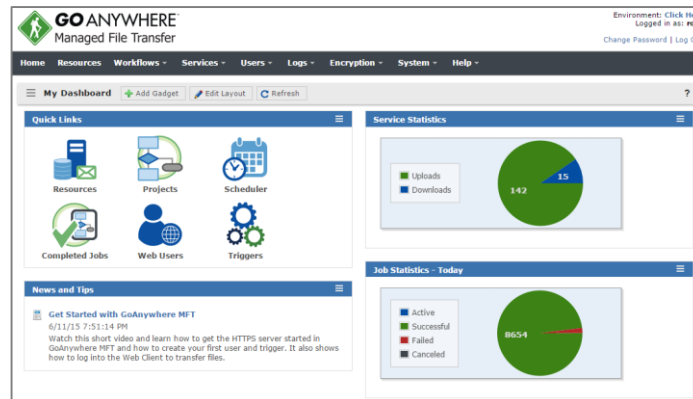 GO ANYWHERE
Managed File Transfer
Environment: Click
Logged in as:
Change Password | Log
Home Resources Workflows Services Users Logs Encryption System Help
My Dashboard Add Gadget Edit Layout Refresh ?
Quick Links
Resources Projects Scheduler
Completed Jobs Web Users Triggers
News and Tips
Get Started with GoAnywhere MFT
6/11/15 7:51:14 PM
Watch this short video and learn how to get the HTTPS server started in
GoAnywhere MFT and how to create your first user and trigger. It also shows
how to log into the Web Client to transfer files.
Service Statistics
Uploads
Downloads
142
15
Job Statistics - Today
Active
Successful
Failed
Canceled
8654